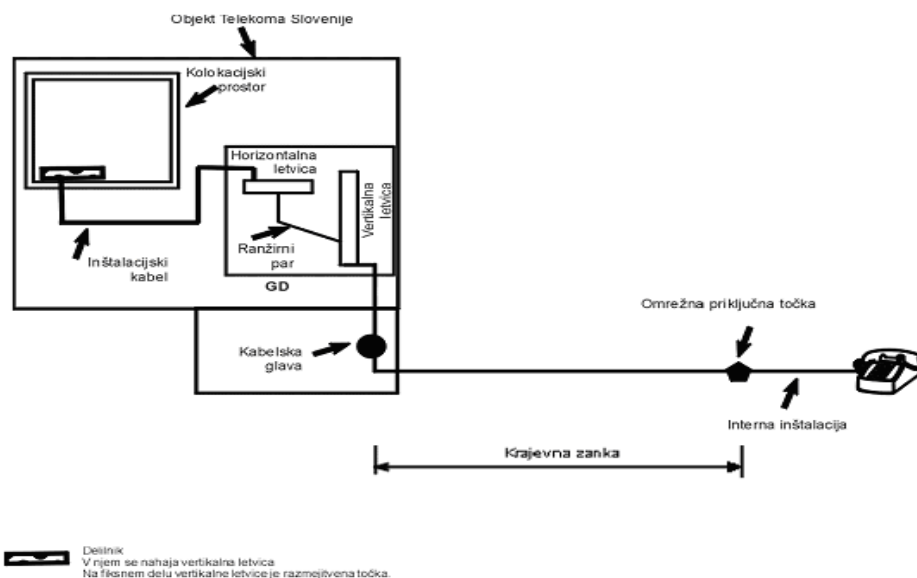 Objekt Telekoma Slovenije
Kolokacijski
prostor
Horizontalna
letvica
Vertikalna
letvica
Ranžirni
par
Inštalacijski
kabel
GD
Omrežna priključna točka
Kabelska
glava
Interna inštalacija
Krajevna zanka
Delilnik
V njem se nahaja vertikalna letvica
Na fiksnem delu vertikalne letvice je razmejitvena točka.